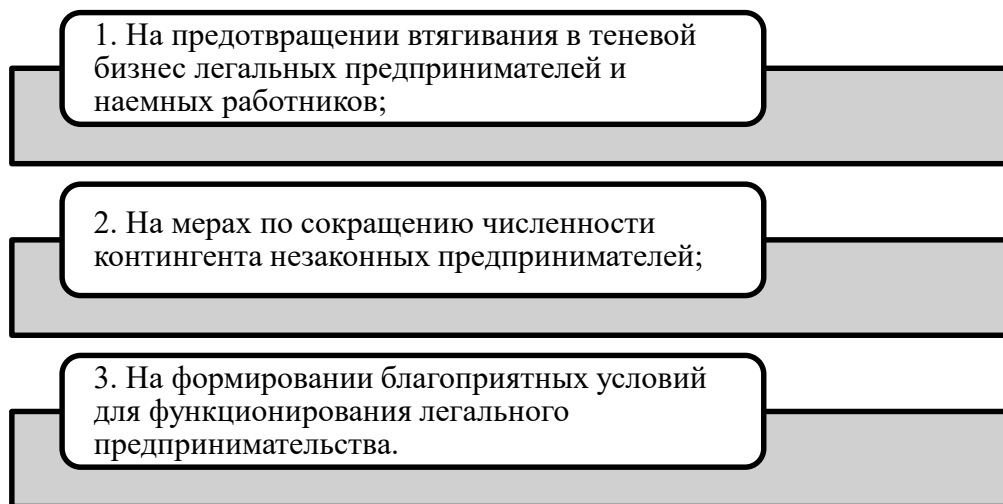 1. На предотвращении втягивания в теневой
бизнес легальных предпринимателей и
наемных работников;
2. На мерах по сокращению численности
контингента незаконных предпринимателей;
3. На формировании благоприятных условий
для функционирования легального
предпринимательства.